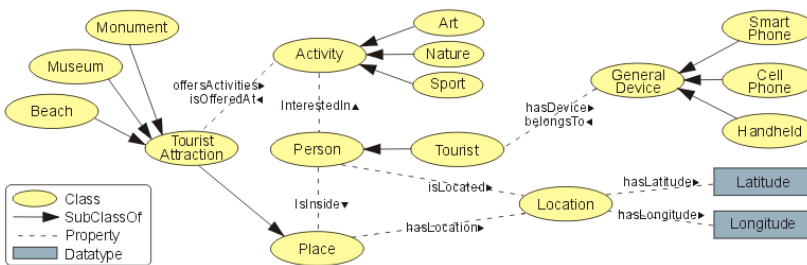 Monument
Museum
Beach
Tourist
Attraction
offersActivities▸
isOfferedAt◂
Activity
Art
Nature
Sport
InterestedIn▴
Person
Tourist
hasDevice▸
belongsTo◂
General
Device
Smart
Phone
Cell
Phone
Handheld
isLocated▸
IsInside▾
Place
hasLocation▸
Location
hasLatitude▸
Latitude
hasLongitude▸
Longitude
Class
SubClassOf
Property
Datatype